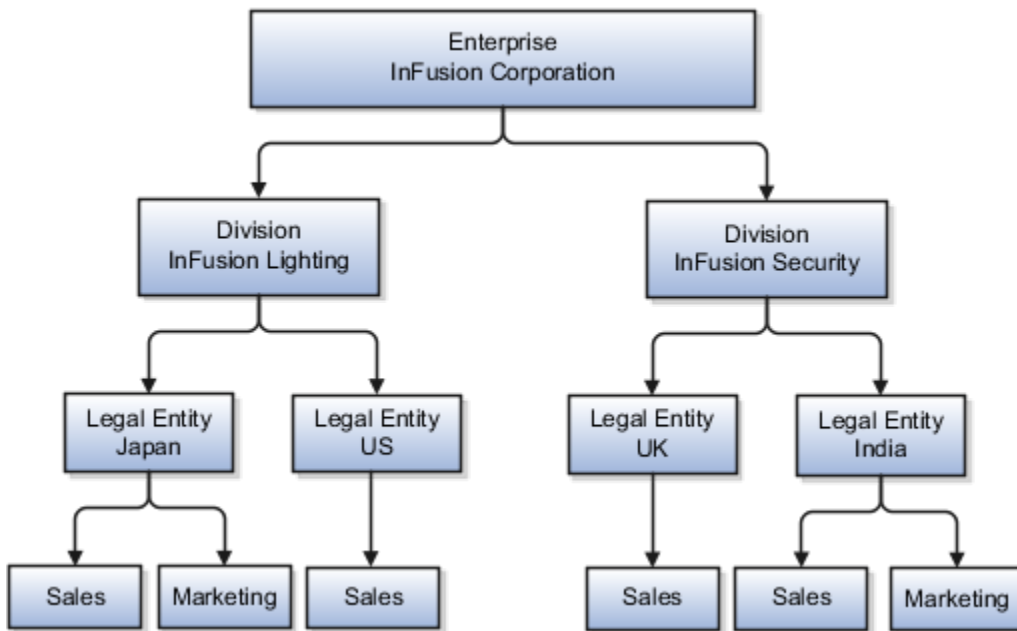 Enterprise
InFusion Corporation
Division
InFusion Lighting
Division
InFusion Security
Legal Entity
Japan
Legal Entity
US
Legal Entity
UK
Legal Entity
India
Sales
Marketing
Sales
Sales
Sales
Marketing